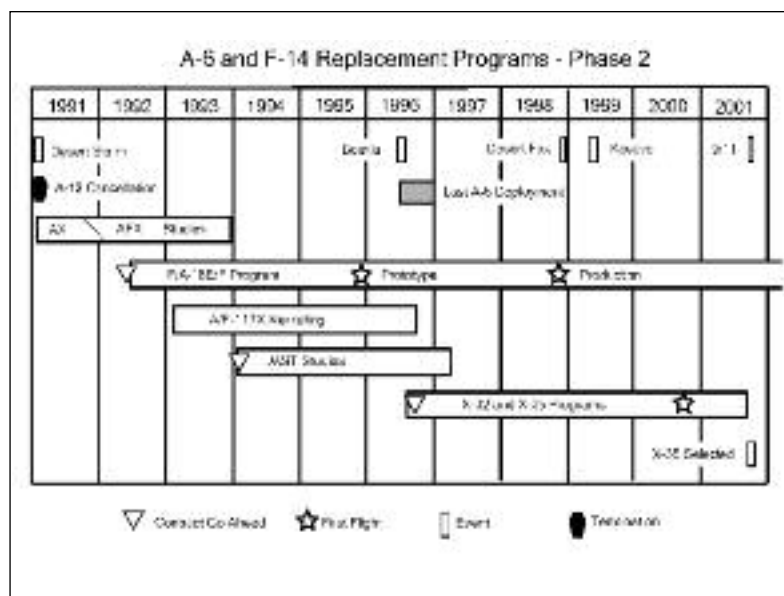 A-6 and F-14 Replacement Programs - Phase 2
1991 1992 1993 1994 1995 1996 1997 1998 1999 2000 2001
Desert Storm Bosnia Desert Fox Kosovo 9/11
A-12 Cancellation Last A-6 Deployment
AX AFX Studies
F/A-18E/F Program Prototype Production
A/F-117X Marketing
Studies
X-32 and X-35 Programs
X-35 Selected
Contract Go Ahead First Flight Event Termination